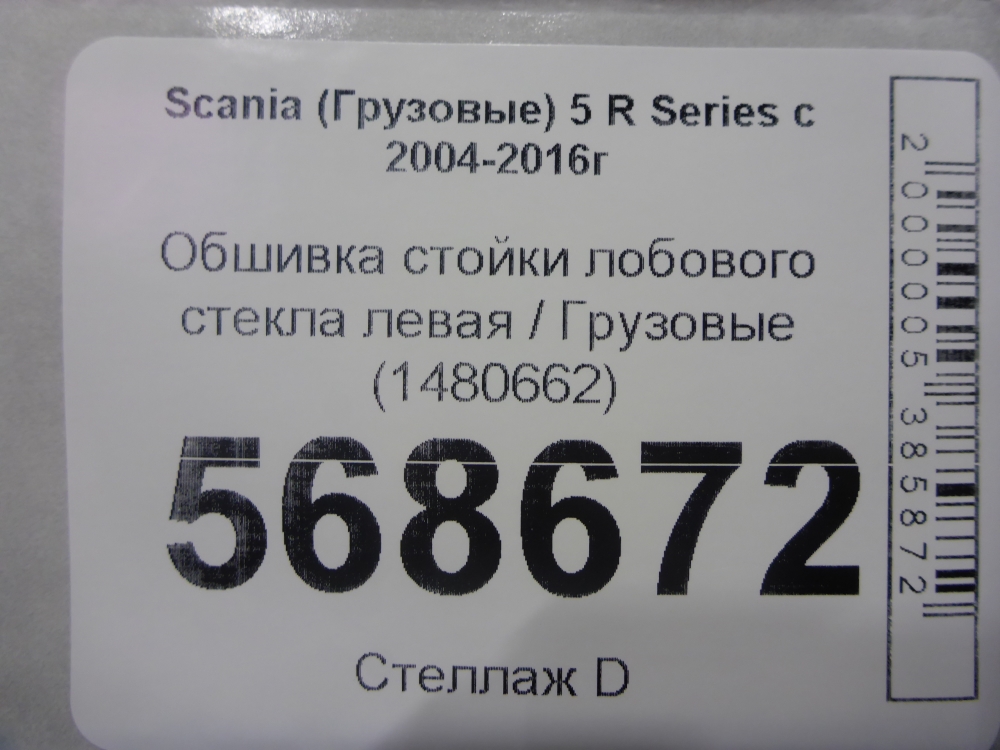 Scania (Грузовые) 5 R Series с
2004-2016г
Обшивка стойки лобового
стекла левая / Грузовые
(1480662)
568672
Стеллаж D
2000005385872